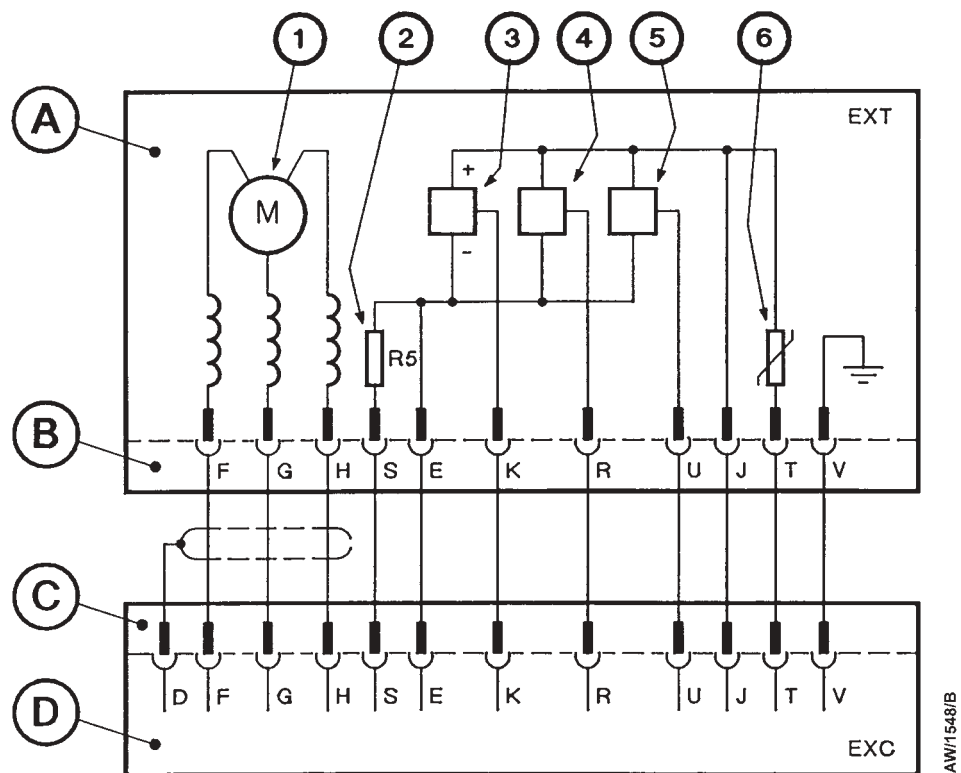 1 2 3 4 5 6
A
EXT
M
+
−
R5
B
F G H S E K R U J T V
C
D F G H S E K R U J T V
D
EXC
AW/1548/B